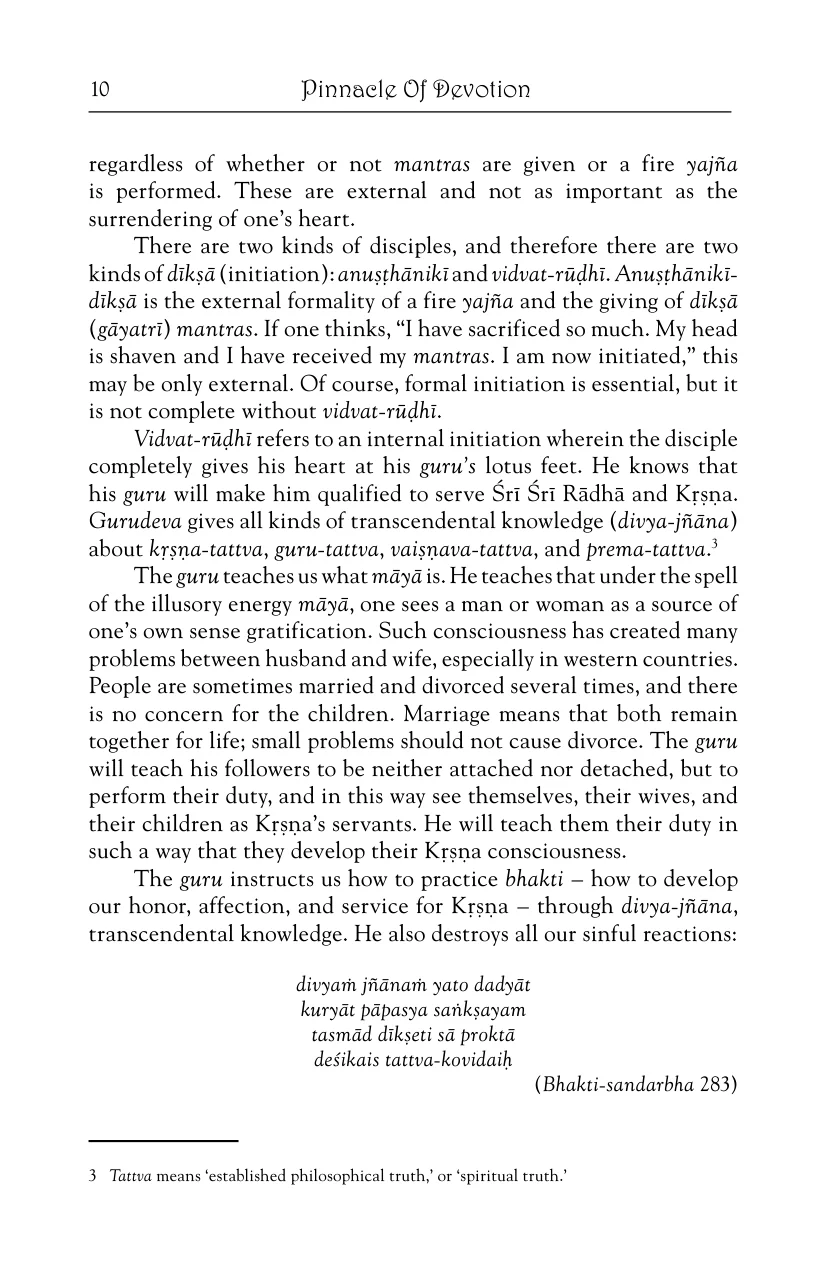 10 Pinnacle Of Devotion
regardless of whether or not mantras are given or a fire yajña
is performed. These are external and not as important as the
surrendering of one’s heart.
There are two kinds of disciples, and therefore there are two
kinds of dīkṣā (initiation): anuṣṭhānikī and vidvat-rūḍhī. Anuṣṭhānikī-
dīkṣā is the external formality of a fire yajña and the giving of dīkṣā
(gāyatrī) mantras. If one thinks, “I have sacrificed so much. My head
is shaven and I have received my mantras. I am now initiated,” this
may be only external. Of course, formal initiation is essential, but it
is not complete without vidvat-rūḍhī.
Vidvat-rūḍhī refers to an internal initiation wherein the disciple
completely gives his heart at his guru’s lotus feet. He knows that
his guru will make him qualified to serve Śrī Śrī Rādhā and Kṛṣṇa.
Gurudeva gives all kinds of transcendental knowledge (divya-jñāna)
about kṛṣṇa-tattva, guru-tattva, vaiṣṇava-tattva, and prema-tattva.3
The guru teaches us what māyā is. He teaches that under the spell
of the illusory energy māyā, one sees a man or woman as a source of
one’s own sense gratification. Such consciousness has created many
problems between husband and wife, especially in western countries.
People are sometimes married and divorced several times, and there
is no concern for the children. Marriage means that both remain
together for life; small problems should not cause divorce. The guru
will teach his followers to be neither attached nor detached, but to
perform their duty, and in this way see themselves, their wives, and
their children as Kṛṣṇa’s servants. He will teach them their duty in
such a way that they develop their Kṛṣṇa consciousness.
The guru instructs us how to practice bhakti – how to develop
our honor, affection, and service for Kṛṣṇa – through divya-jñāna,
transcendental knowledge. He also destroys all our sinful reactions:
divyaṁ jñānaṁ yato dadyāt
kuryāt pāpasya saṅkṣayam
tasmād dīkṣeti sā proktā
deśikais tattva-kovidaiḥ
(Bhakti-sandarbha 283)
3 Tattva means ‘established philosophical truth,’ or ‘spiritual truth.’